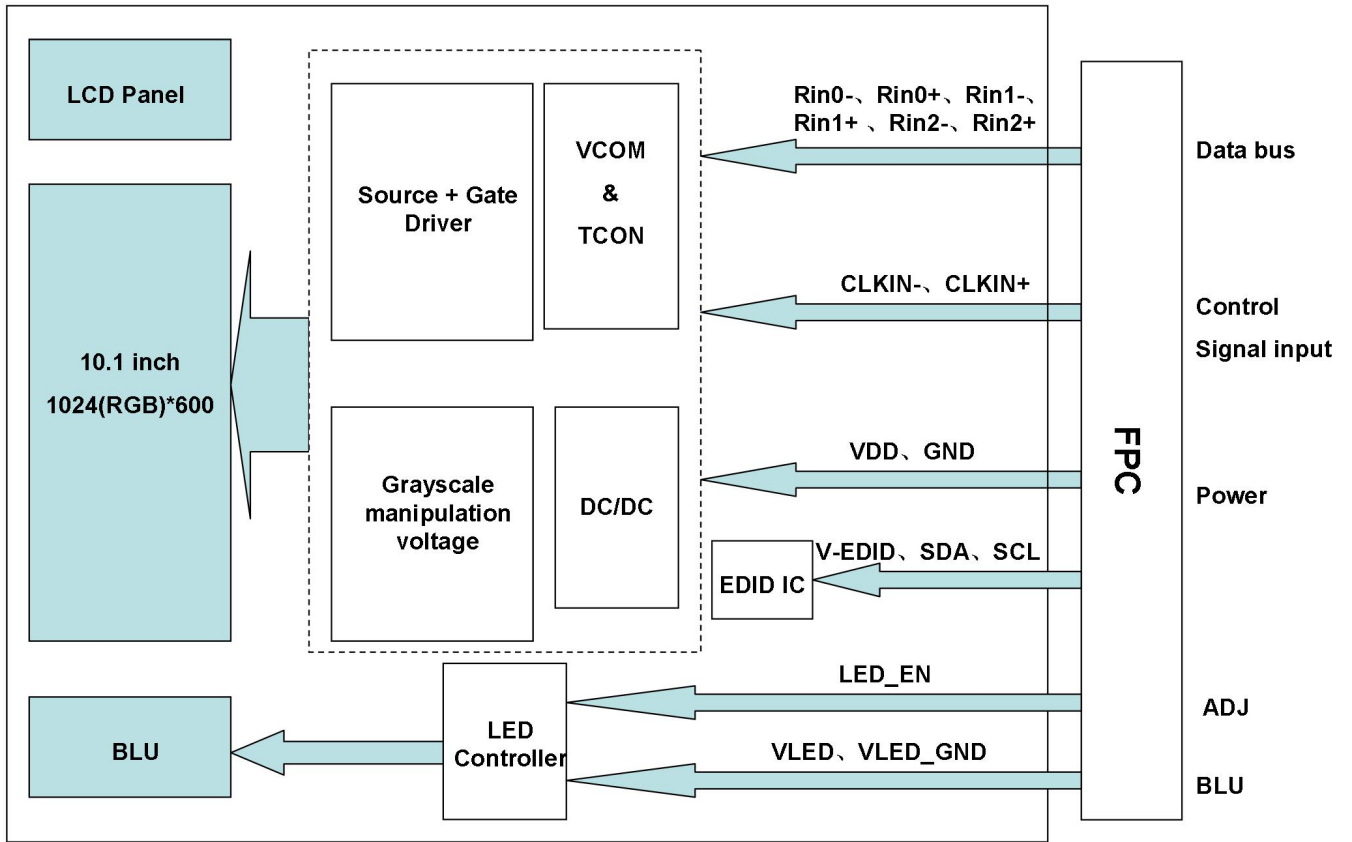 LCD Panel
10.1 inch
1024(RGB)*600
BLU
Source + Gate
Driver
VCOM
&
TCON
Grayscale
manipulation
voltage
DC/DC
EDID IC
LED
Controller
Rin0-、Rin0+、Rin1-、
Rin1+ 、Rin2-、Rin2+
CLKIN-、CLKIN+
VDD、GND
V-EDID、SDA、SCL
LED_EN
VLED、VLED_GND
FPC
Data bus
Control
Signal input
Power
ADJ
BLU